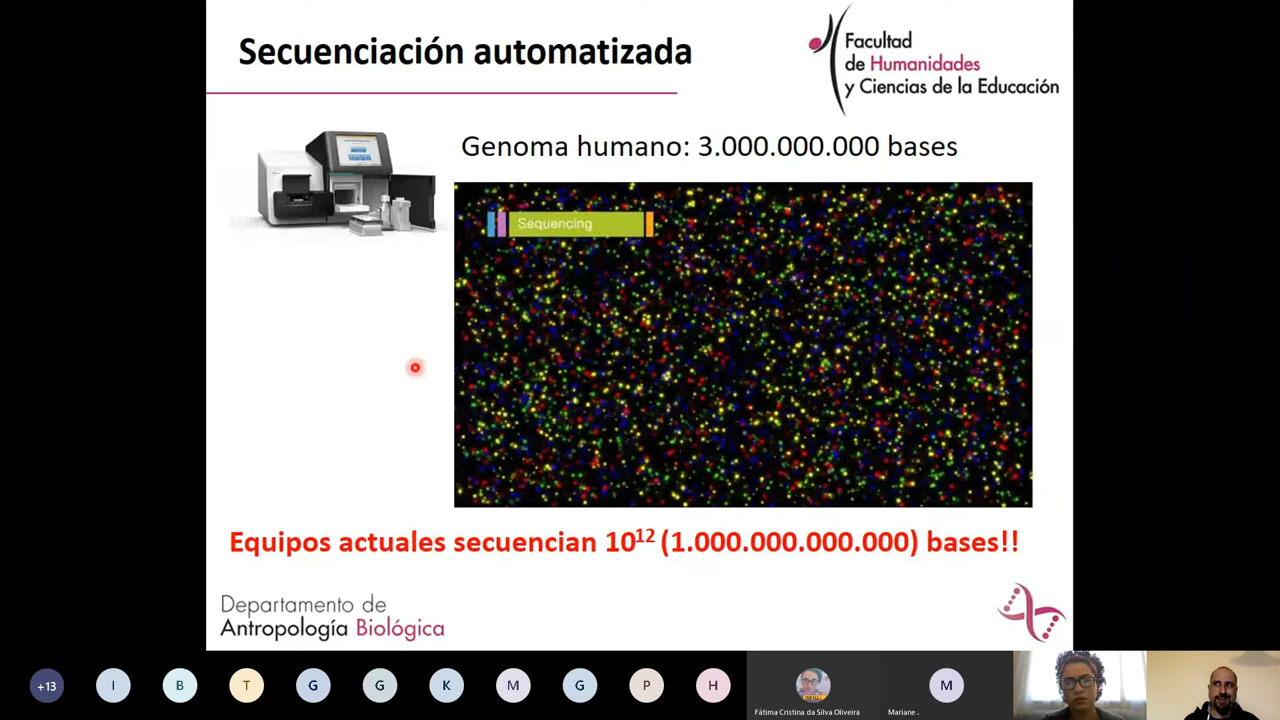 Secuenciación automatizada
Facultad
de Humanidades
y Ciencias de la Educación
Genoma humano: 3.000.000.000 bases
Sequencing
Equipos actuales secuencian 10¹² (1.000.000.000.000) bases!!
Departamento de
Antropología Biológica
+13 I B T G G K M G P H M
Fátima Cristina da Silva Oliveira
Mariane .